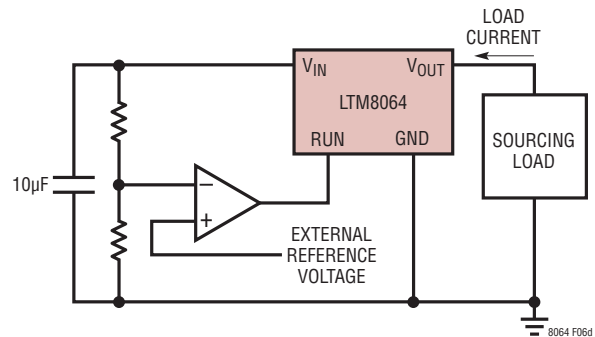 LOAD
CURRENT
VIN
VOUT
LTM8064
RUN
GND
SOURCING
LOAD
10µF
−
+
EXTERNAL
REFERENCE
VOLTAGE
8064 F06d